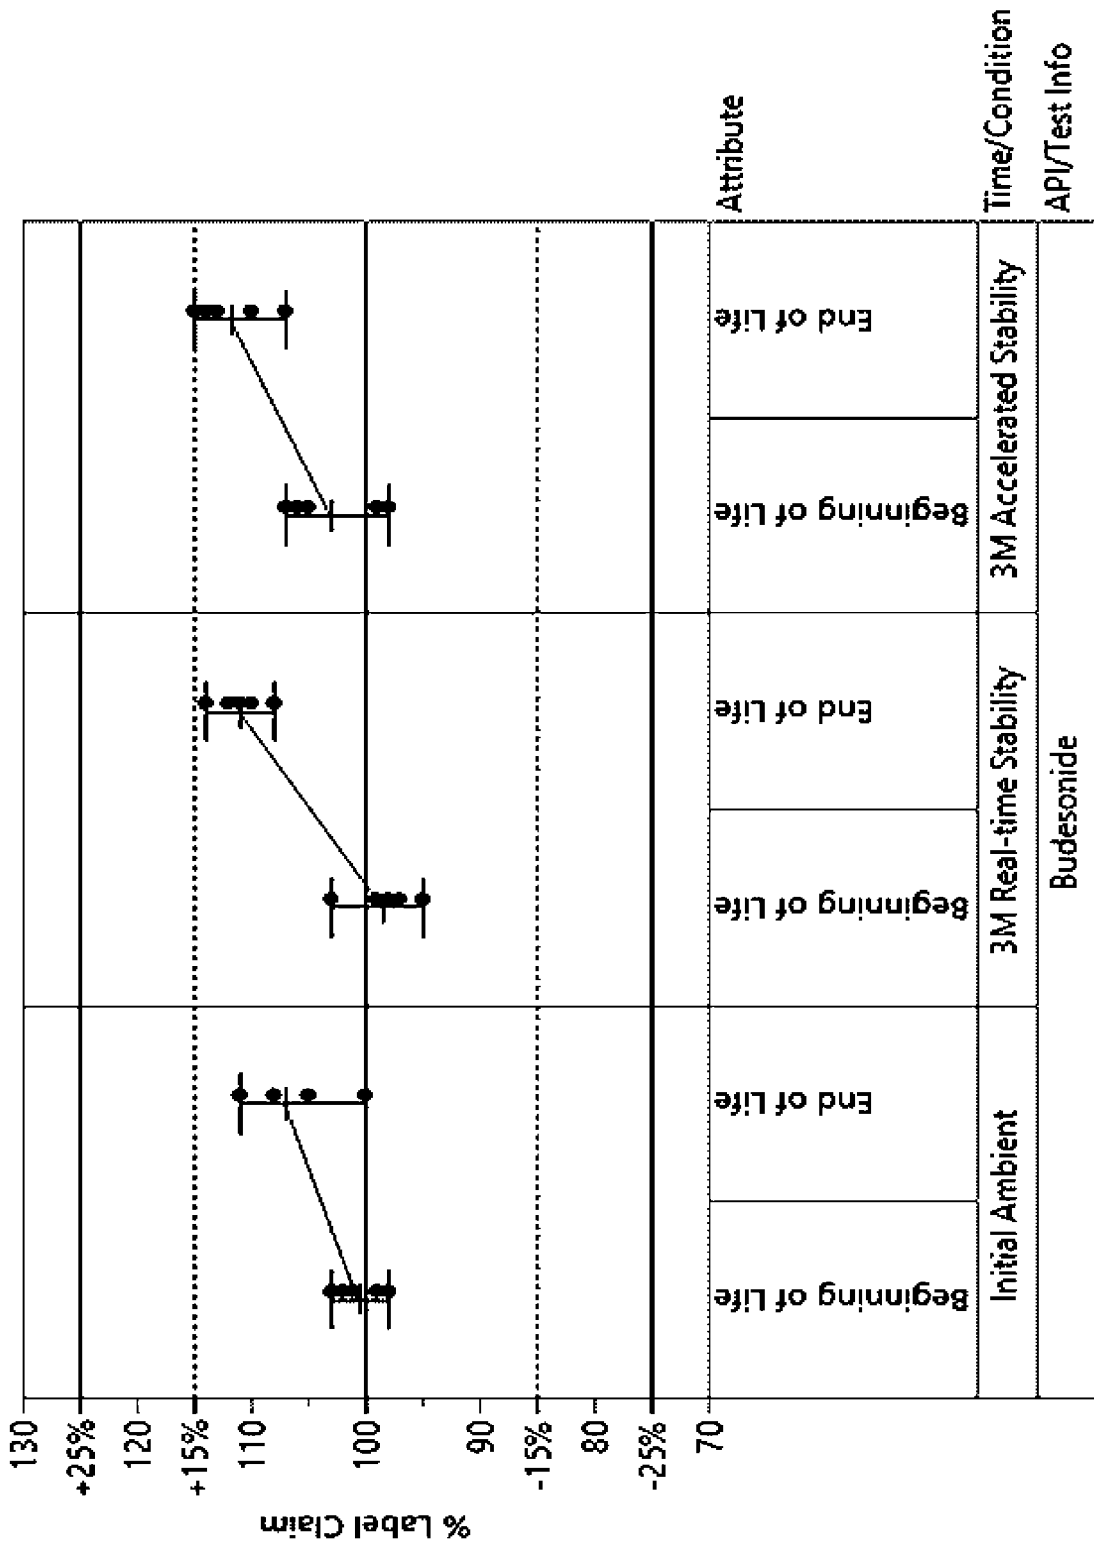 % Label Claim
130
+25%
120
+15%
110
100
90
-15%
80
-25%
70
Beginning of Life
End of Life
Beginning of Life
End of Life
Beginning of Life
End of Life
Attribute
Initial Ambient
3M Real-time Stability
3M Accelerated Stability
Time/Condition
Budesonide
API/Test Info